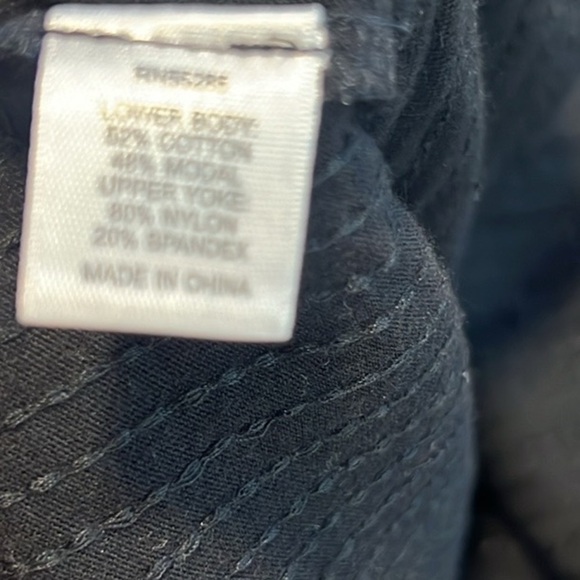 LOWER BODY:
52% COTTON
48% MODAL
UPPER YOKE
80% NYLON
20% SPANDEX
MADE IN CHINA